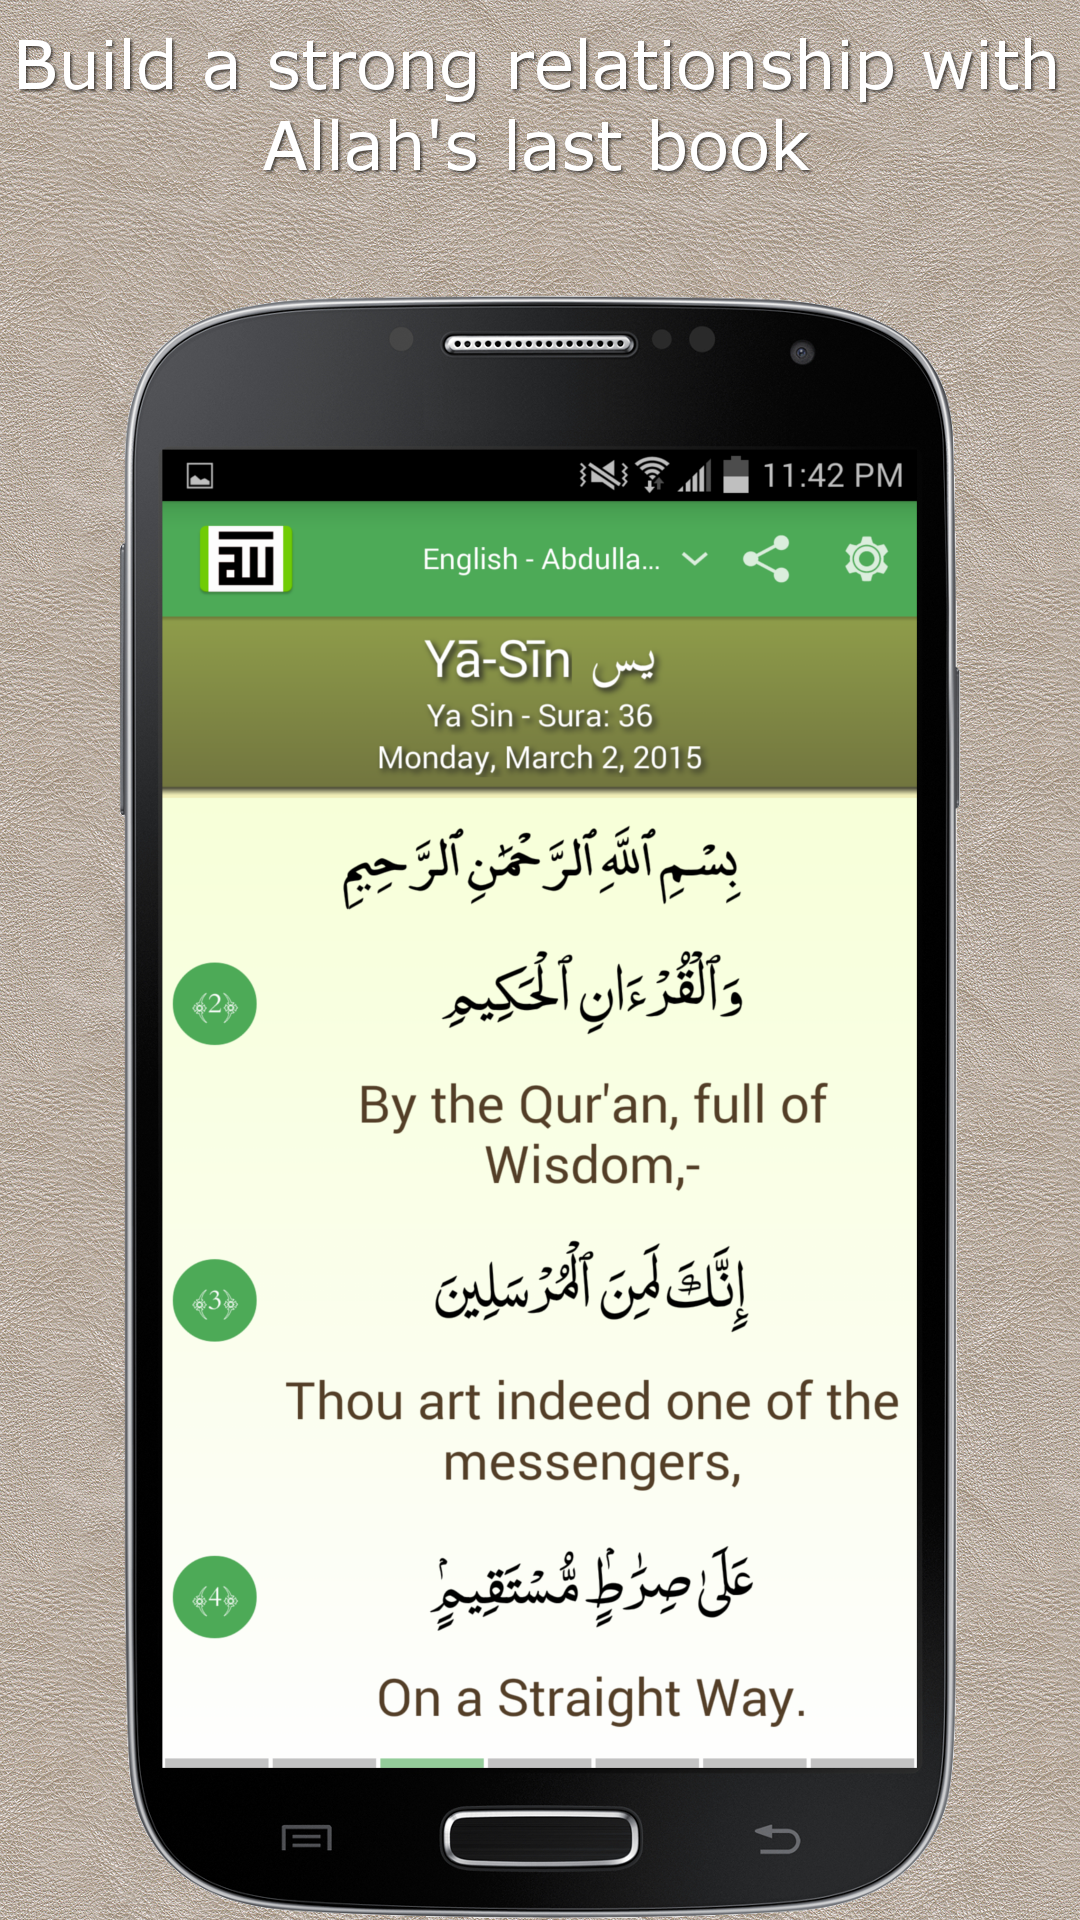 Build a strong relationship with
Allah's last book
11:42 PM
English - Abdulla...
Yā-Sīn يس
Ya Sin - Sura: 36
Monday, March 2, 2015
بِسْمِ ٱللَّهِ ٱلرَّحْمَٰنِ ٱلرَّحِيمِ
﴾2﴿
وَٱلْقُرْءَانِ ٱلْحَكِيمِ
By the Qur'an, full of
Wisdom,-
﴾3﴿
إِنَّكَ لَمِنَ ٱلْمُرْسَلِينَ
Thou art indeed one of the
messengers,
﴾4﴿
عَلَىٰ صِرَٰطٍۢ مُّسْتَقِيمٍۢ
On a Straight Way.